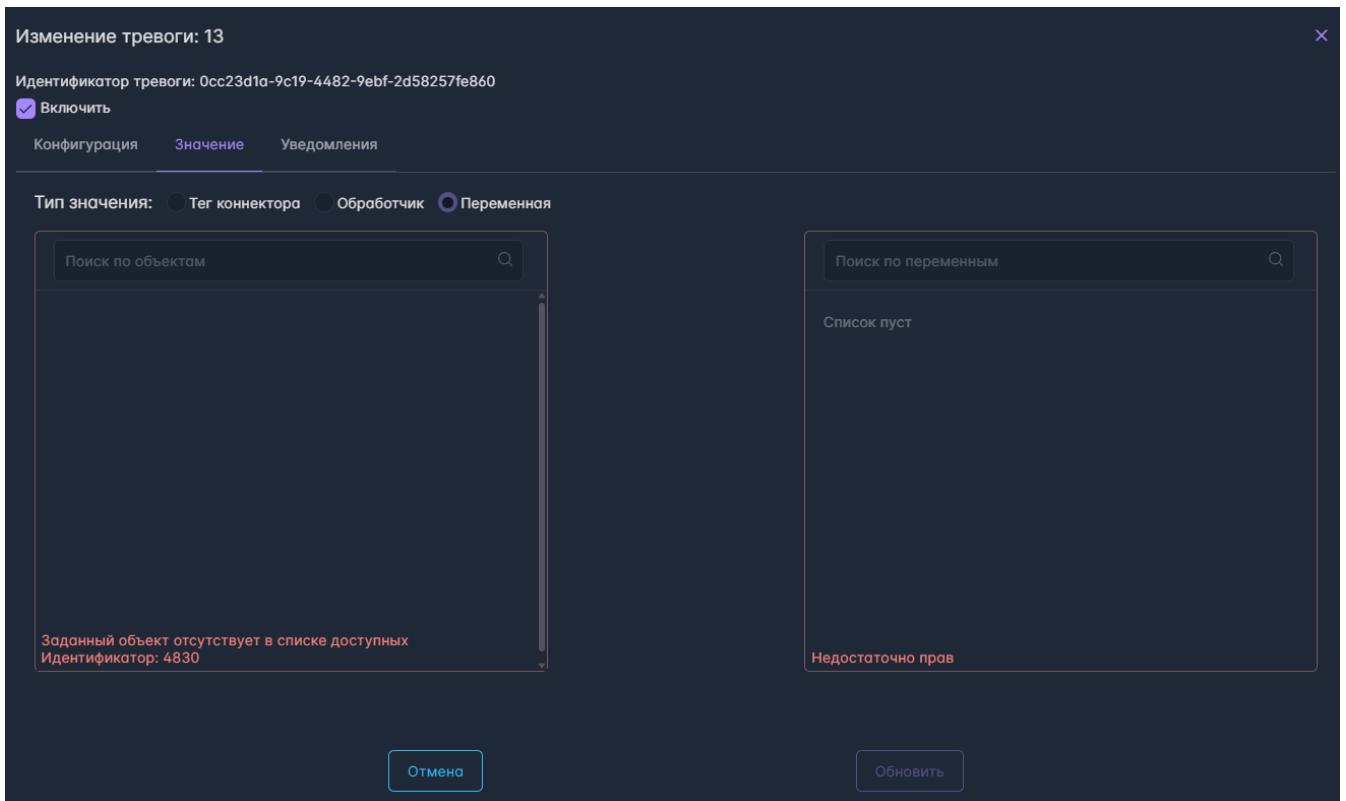 Изменение тревоги: 13
Идентификатор тревоги: 0cc23d1a-9c19-4482-9ebf-2d58257fe860
Включить
Конфигурация Значение Уведомления
Тип значения: Тег коннектора Обработчик Переменная
Поиск по объектам
Поиск по переменным
Список пуст
Заданный объект отсутствует в списке доступных
Идентификатор: 4830
Недостаточно прав
Отмена
Обновить